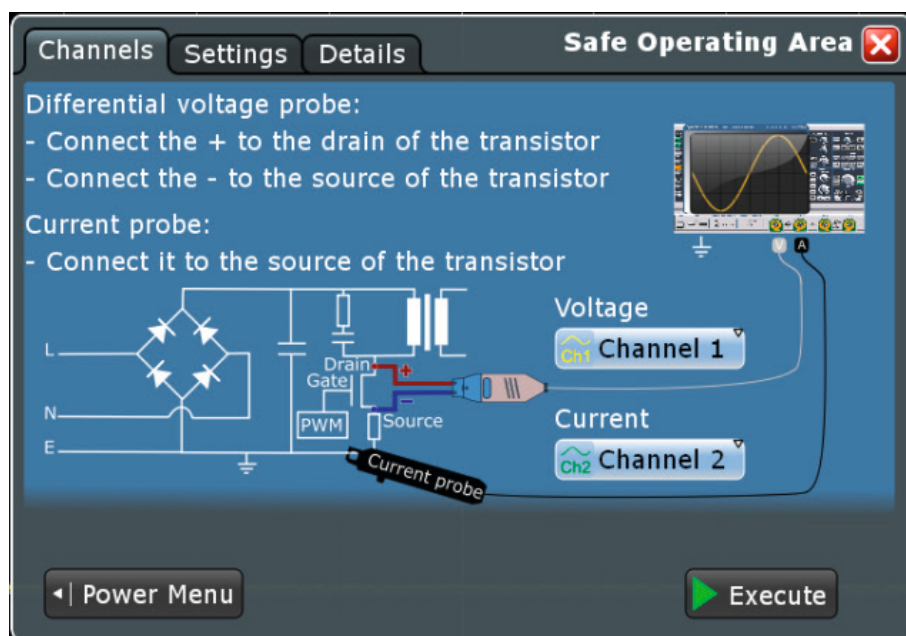 Channels Settings Details Safe Operating Area
Differential voltage probe:
- Connect the + to the drain of the transistor
- Connect the - to the source of the transistor
Current probe:
- Connect it to the source of the transistor
V A
Voltage
Ch1 Channel 1
L
Drain +
Gate
N
PWM
-
Source
Current
E
Current probe
Ch2 Channel 2
Power Menu
Execute